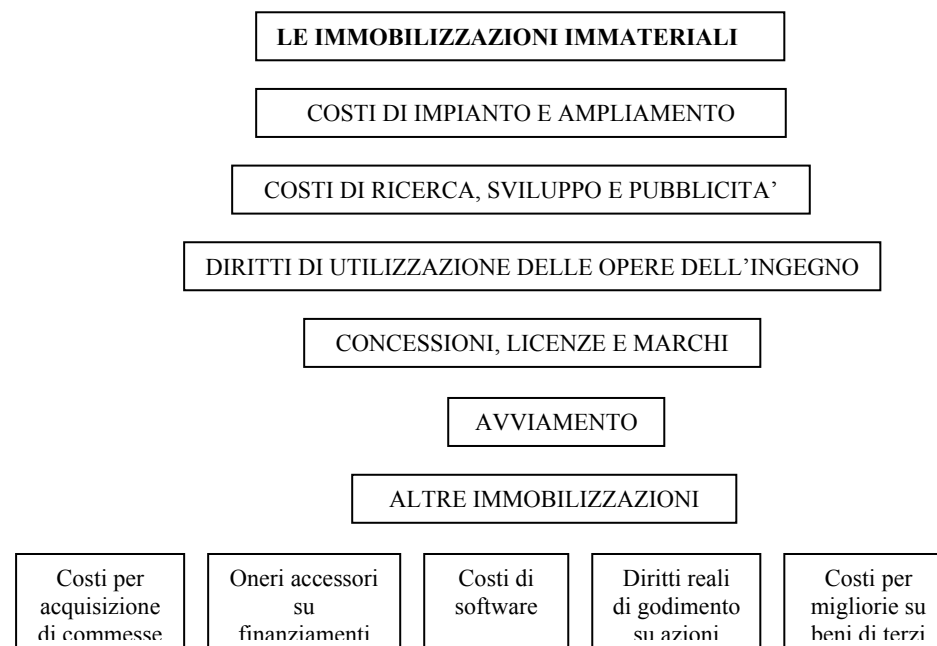 LE IMMOBILIZZAZIONI IMMATERIALI
COSTI DI IMPIANTO E AMPLIAMENTO
COSTI DI RICERCA, SVILUPPO E PUBBLICITA’
DIRITTI DI UTILIZZAZIONE DELLE OPERE DELL’INGEGNO
CONCESSIONI, LICENZE E MARCHI
AVVIAMENTO
ALTRE IMMOBILIZZAZIONI
Costi per
acquisizione
di commesse
Oneri accessori
su
finanziamenti
Costi di
software
Diritti reali
di godimento
su azioni
Costi per
migliorie su
beni di terzi